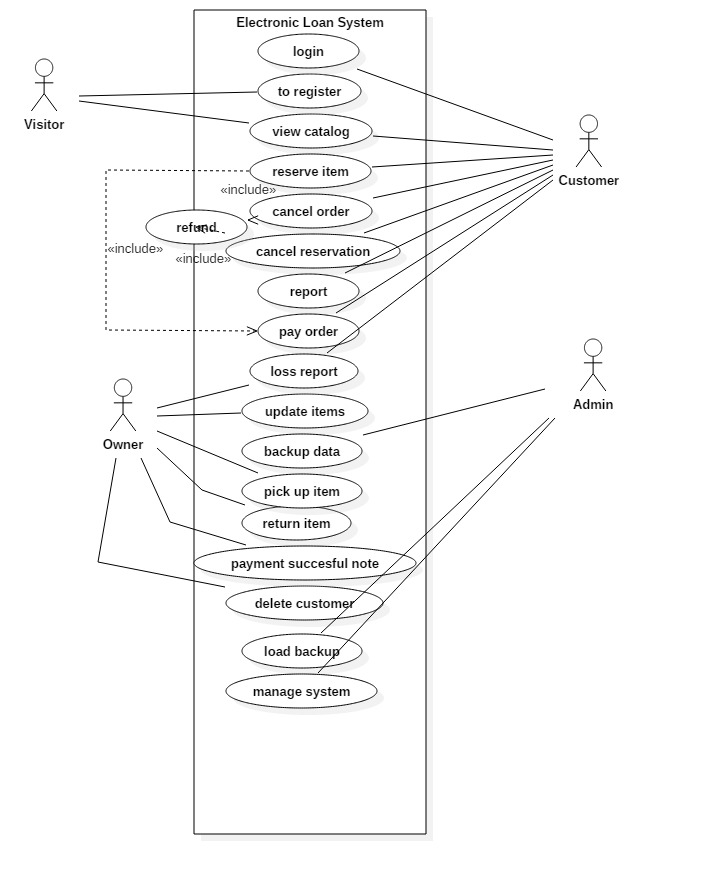 Electronic Loan System
login
to register
view catalog
Visitor
reserve item
Customer
«include»
cancel order
refund
«include»
cancel reservation
«include»
report
pay order
loss report
update items
Admin
Owner
backup data
pick up item
return item
payment succesful note
delete customer
load backup
manage system